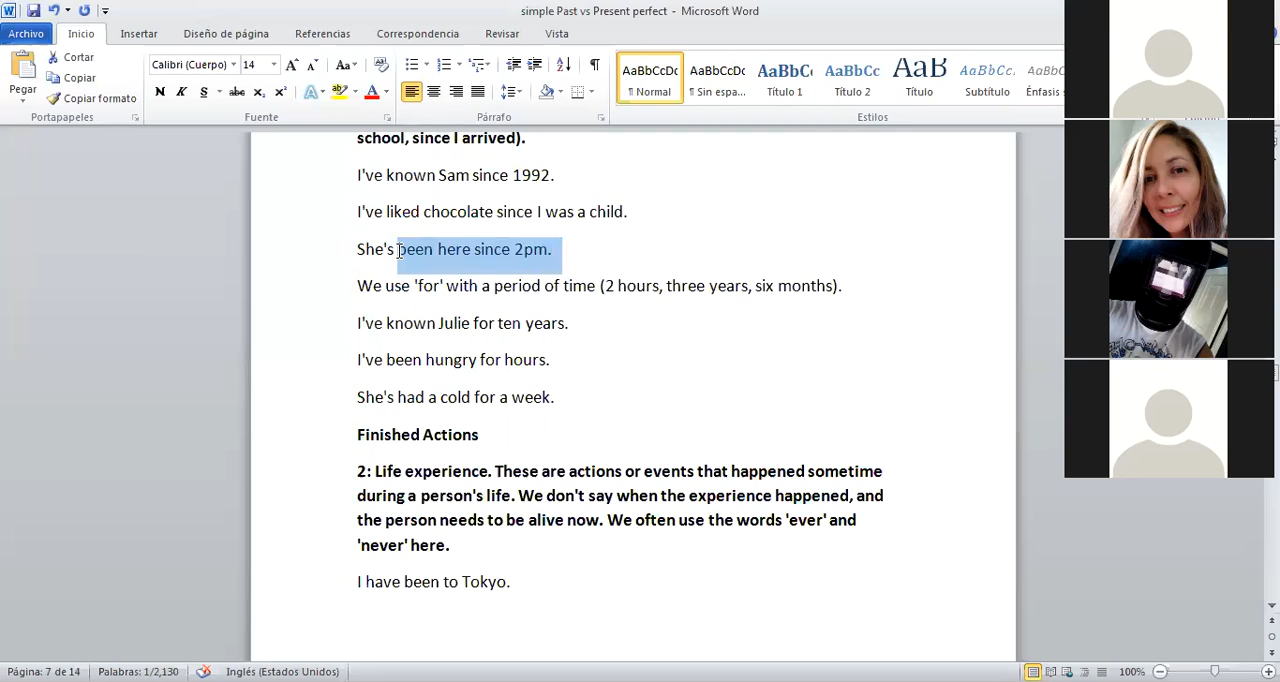 simple Past vs Present perfect - Microsoft Word
Archivo Inicio Insertar Diseño de página Referencias Correspondencia Revisar Vista
Pegar
Cortar
Copiar
Copiar formato
Portapapeles
Calibri (Cuerpo) 14 Aa
N K S abc x₂ x² A ab A
Fuente
Párrafo
AaBbCcDc AaBbCcDc AaBbCc AaBbCc AaB AaBbCc AaBbCc
¶ Normal ¶ Sin espa... Título 1 Título 2 Título Subtítulo Énfasis
Estilos
school, since I arrived).
I've known Sam since 1992.
I've liked chocolate since I was a child.
She's been here since 2pm.
We use 'for' with a period of time (2 hours, three years, six months).
I've known Julie for ten years.
I've been hungry for hours.
She's had a cold for a week.
Finished Actions
2: Life experience. These are actions or events that happened sometime
during a person's life. We don't say when the experience happened, and
the person needs to be alive now. We often use the words 'ever' and
'never' here.
I have been to Tokyo.
Página: 7 de 14 Palabras: 1/2,130 Inglés (Estados Unidos) 100%